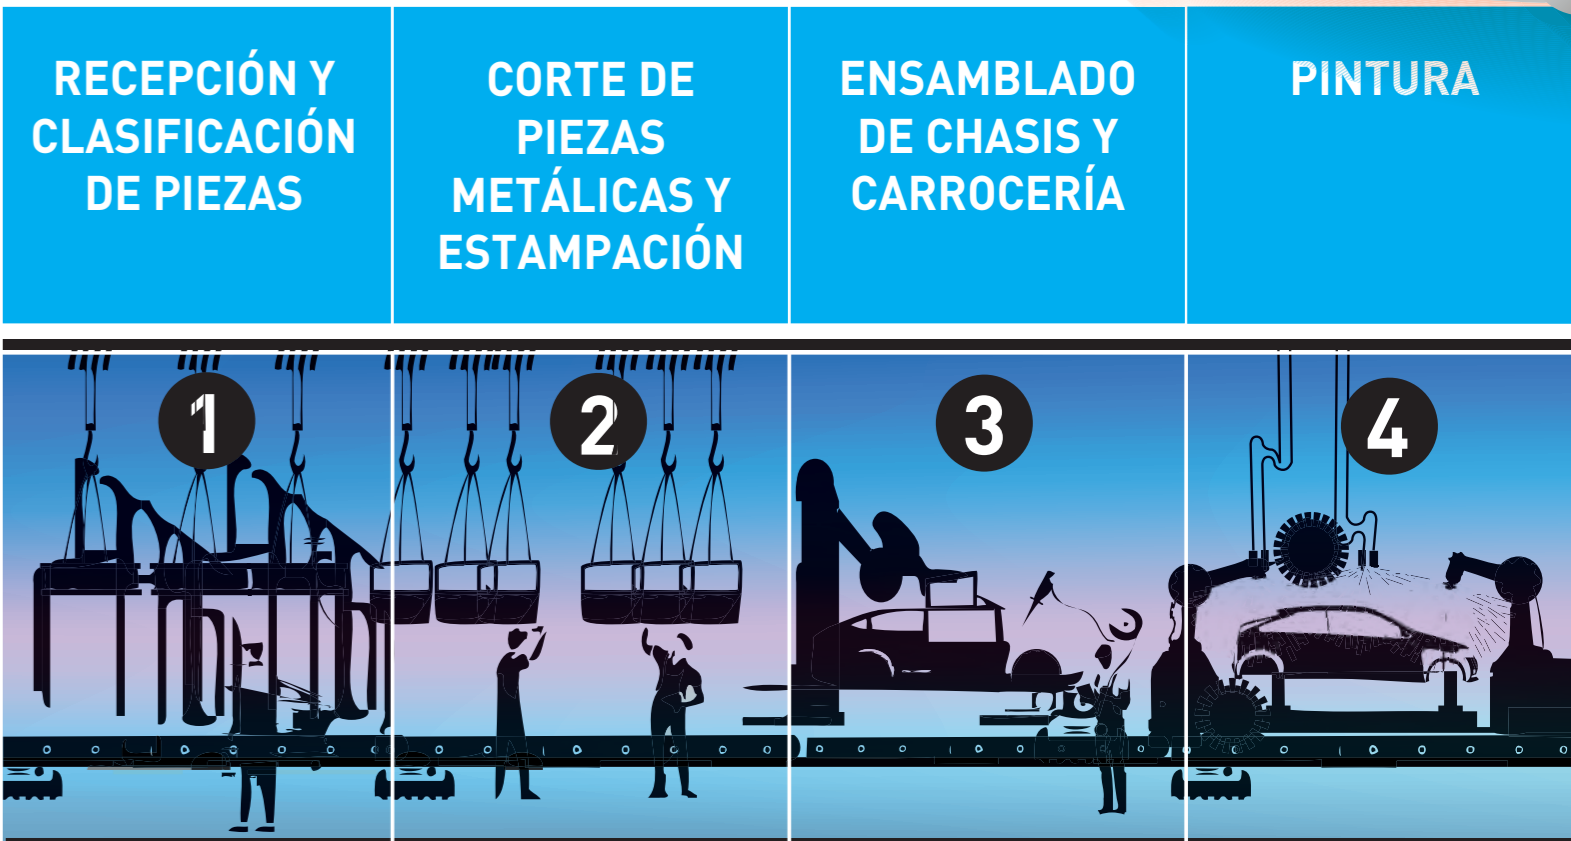 RECEPCIÓN Y
CLASIFICACIÓN
DE PIEZAS
CORTE DE
PIEZAS
METÁLICAS Y
ESTAMPACIÓN
ENSAMBLADO
DE CHASIS Y
CARROCERÍA
PINTURA
1
2
3
4